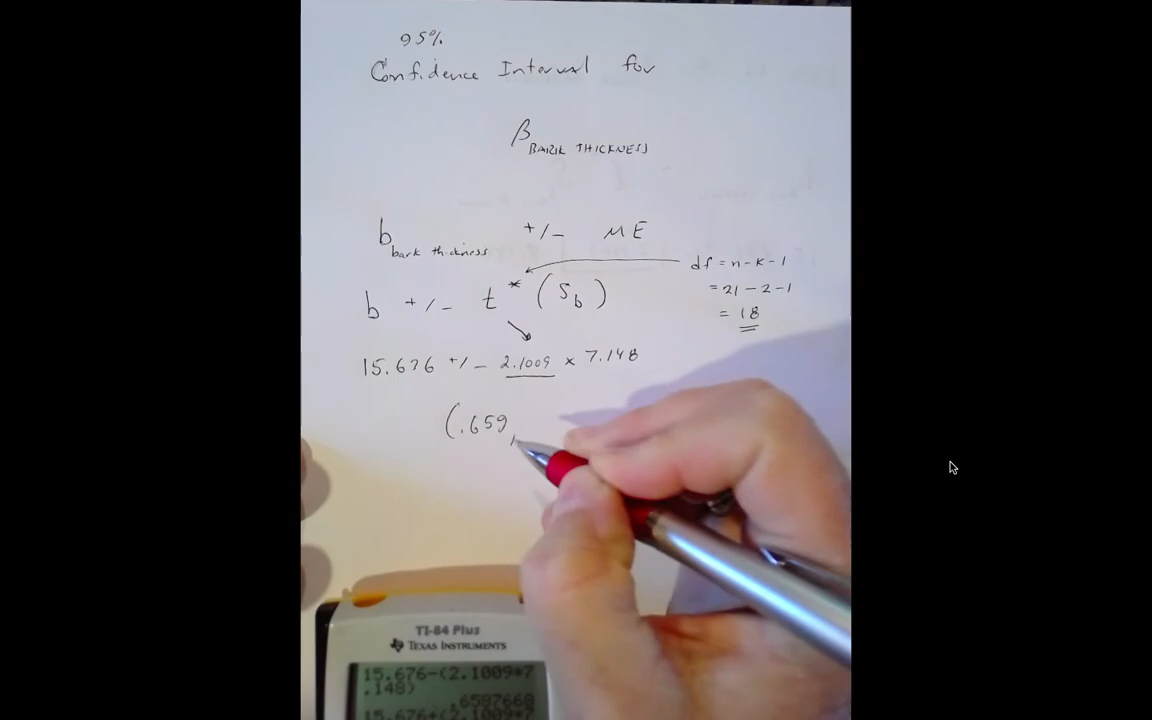 95%
Confidence Interval for
β BARK THICKNESS
b bark thickness +/- ME
df = n - k - 1
= 21 - 2 - 1
= 18
b +/- t* (S_b)
15.676 +/- 2.1009 × 7.148
(.659,
TI-84 Plus
TEXAS INSTRUMENTS
15.676-(2.1009*7
.148)
.6587668
15.676+(2.1009*7